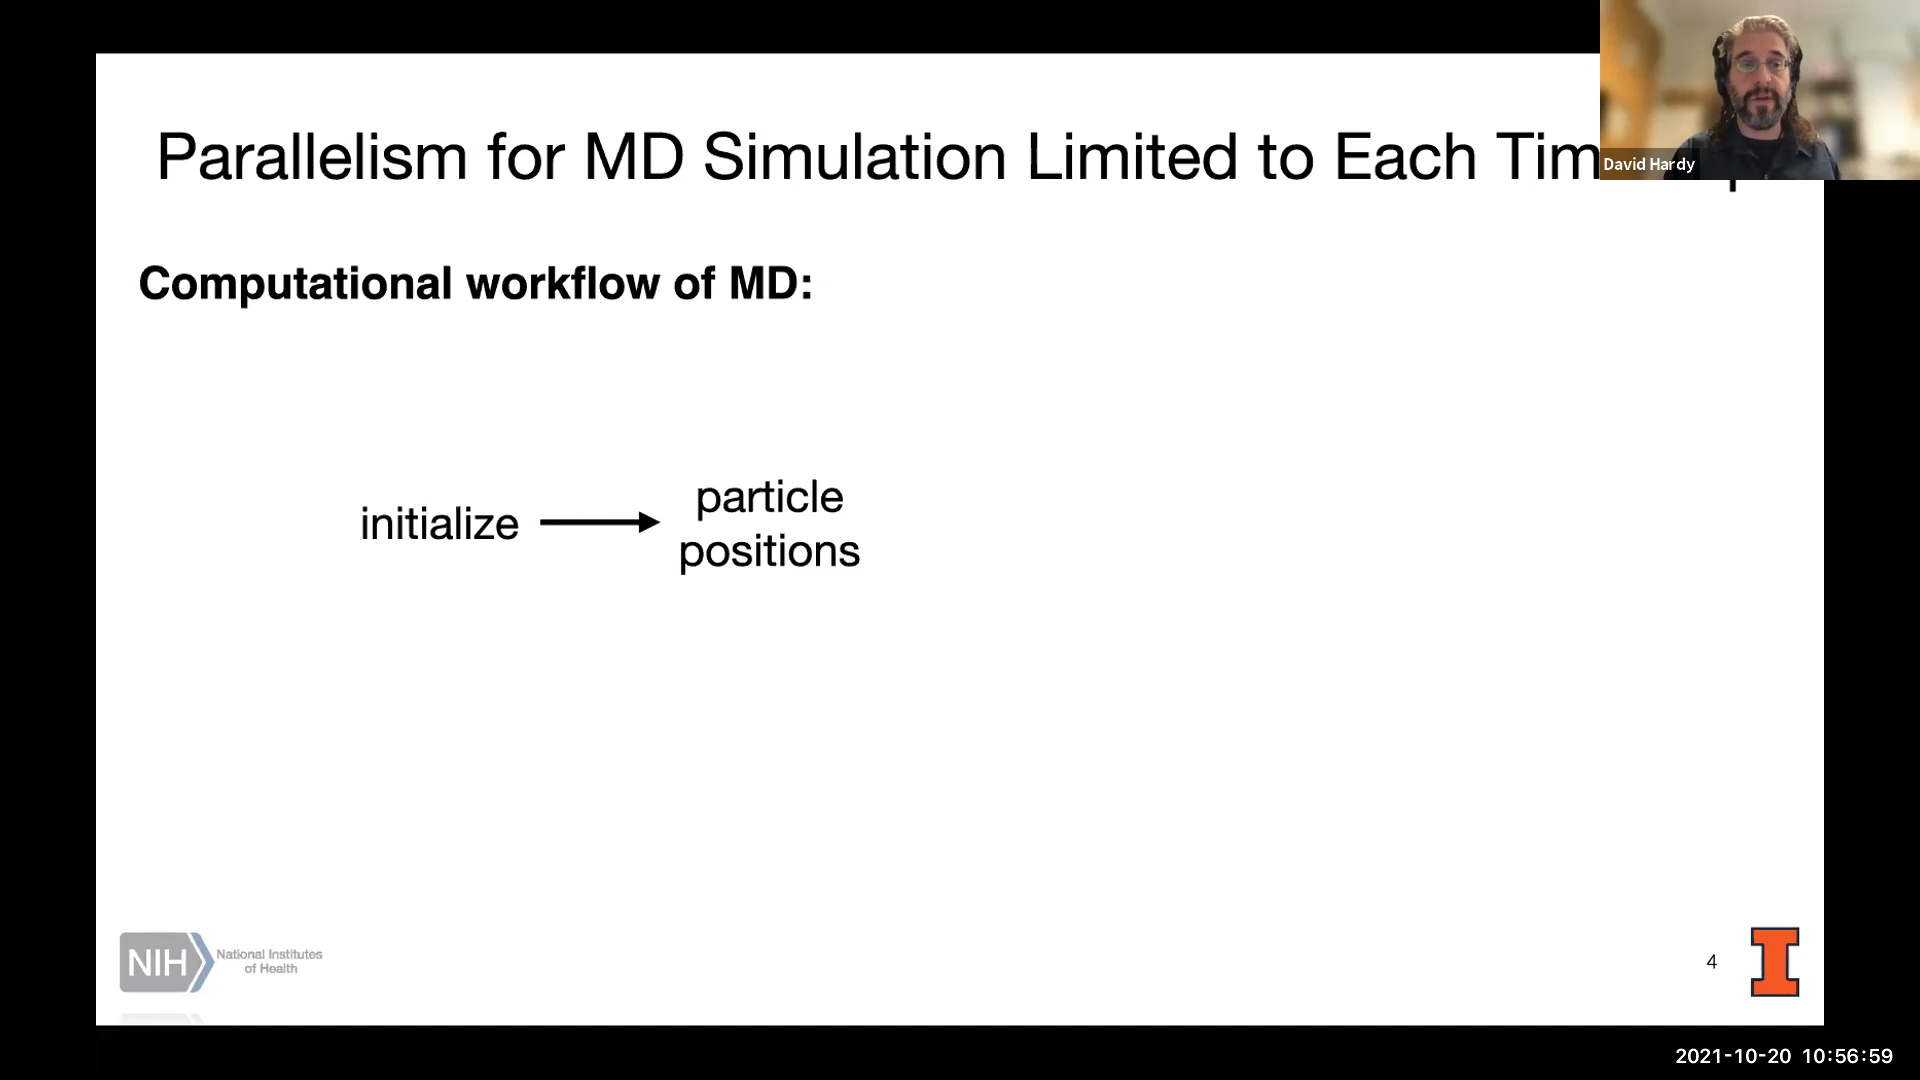 Parallelism for MD Simulation Limited to Each
David Hardy
Computational workflow of MD:
initialize
particle
positions
NIH
National Institutes
of Health
4
I
2021-10-20 10:56:59